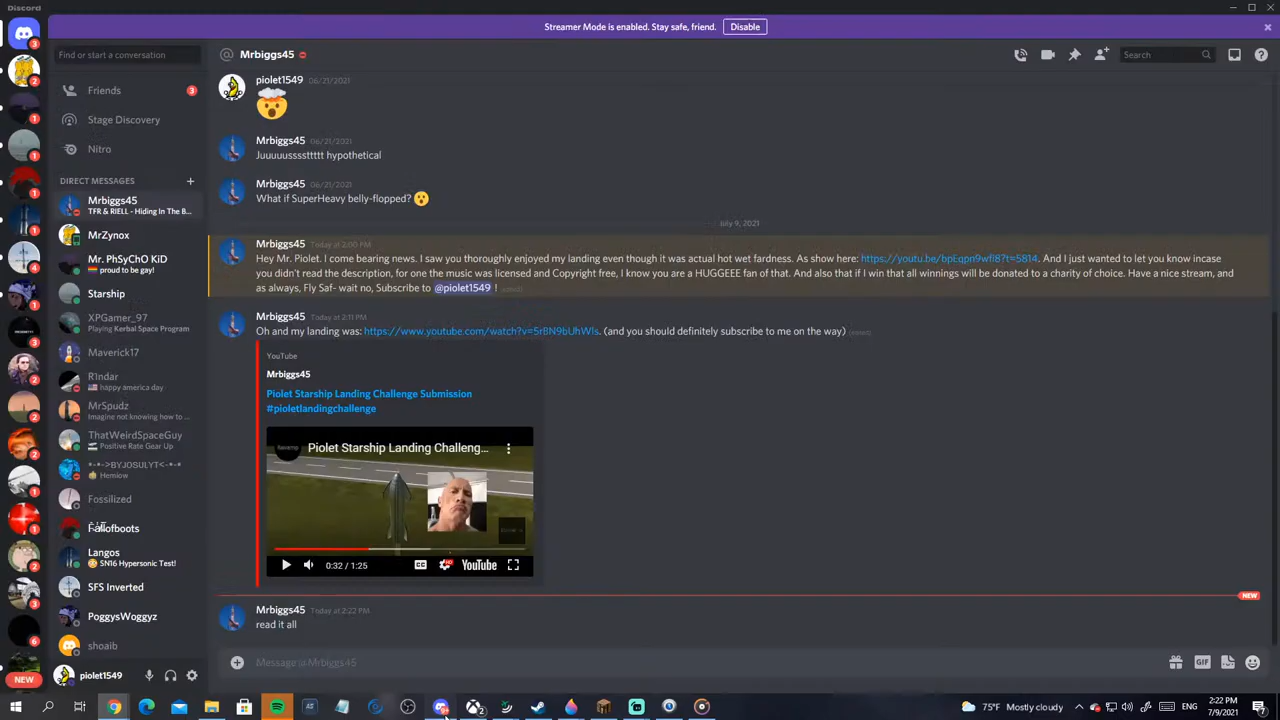 Discord
Streamer Mode is enabled. Stay safe, friend. Disable
Find or start a conversation
Mrbiggs45
Search
Friends 3
Stage Discovery
Nitro
DIRECT MESSAGES
Mrbiggs45
TFR & RIELL - Hiding In The B...
MrZynox
Mr. PhSyChO KiD
proud to be gay!
Starship
XPGamer_97
Playing Kerbal Space Program
Maverick17
R1ndar
happy america day
MrSpudz
Imagine not knowing how to ...
ThatWeirdSpaceGuy
Positive Rate Gear Up
*-*->BYJOSULYT<-*-*
Hemlow
Fossilized
Langos
SN16 Hypersonic Test!
SFS Inverted
PoggysWoggyz
shoaib
piolet1549
NEW
piolet1549 06/21/2021
Mrbiggs45 06/21/2021
Juuuuusssstttt hypothetical
Mrbiggs45 06/21/2021
What if SuperHeavy belly-flopped?
July 9, 2021
Mrbiggs45 Today at 2:00 PM
Hey Mr. Piolet. I come bearing news. I saw you thoroughly enjoyed my landing even though it was actual hot wet fardness. As show here: https://youtu.be/bpEqpn9wfl8?t=5814. And I just wanted to let you know incase
you didn't read the description, for one the music was licensed and Copyright free, I know you are a HUGGEEE fan of that. And also that if I win that all winnings will be donated to a charity of choice. Have a nice stream, and
as always, Fly Saf- wait no, Subscribe to @piolet1549 ! (edited)
Mrbiggs45 Today at 2:11 PM
Oh and my landing was: https://www.youtube.com/watch?v=5r8N9bUhWls. (and you should definitely subscribe to me on the way) (edited)
YouTube
Mrbiggs45
Piolet Starship Landing Challenge Submission
#pioletlandingchallenge
Piolet Starship Landing Challeng...
0:32 / 1:25
CC
HD
YouTube
NEW
Mrbiggs45 Today at 2:22 PM
read it all
Message @Mrbiggs45
GIF
75°F Mostly cloudy
ENG
2:22 PM
7/9/2021